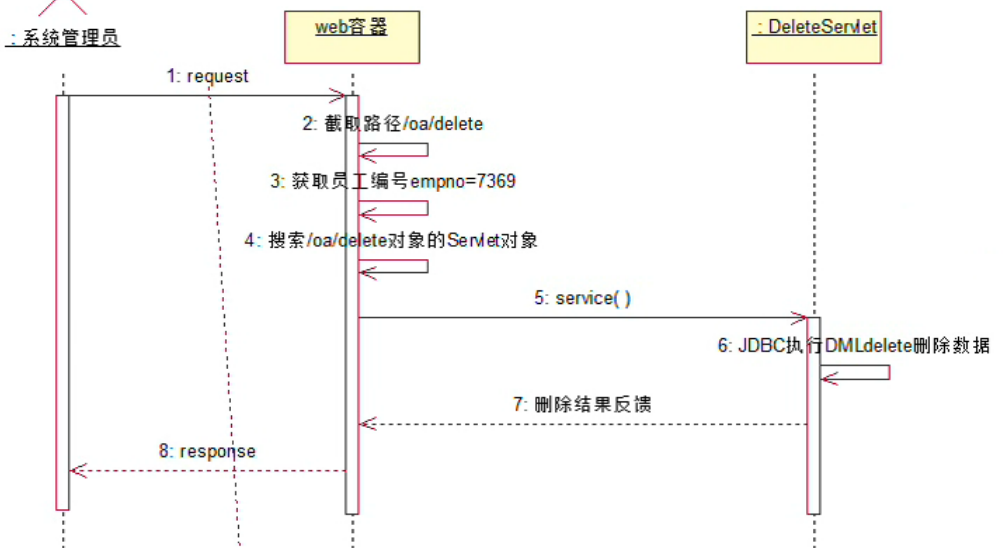 : 系统管理员
web容器
: DeleteServlet
1: request
2: 截取路径/oa/delete
3: 获取员工编号empno=7369
4: 搜索/oa/delete对象的Servlet对象
5: service( )
6: JDBC执行DMLdelete删除数据
7: 删除结果反馈
8: response